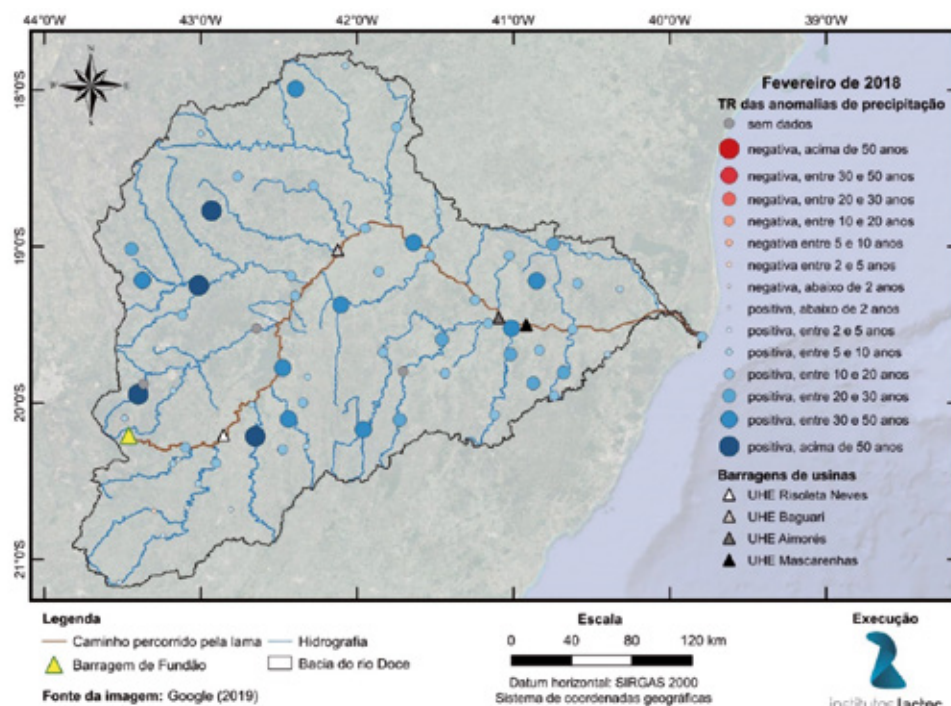 44°0'W 43°0'W 42°0'W 41°0'W 40°0'W 39°0'W
18°0'S
19°0'S
20°0'S
21°0'S
N
Fevereiro de 2018
TR das anomalias de precipitação
sem dados
negativa, acima de 50 anos
negativa, entre 30 e 50 anos
negativa, entre 20 e 30 anos
negativa, entre 10 e 20 anos
negativa entre 5 e 10 anos
negativa entre 2 e 5 anos
negativa, abaixo de 2 anos
positiva, abaixo de 2 anos
positiva, entre 2 e 5 anos
positiva, entre 5 e 10 anos
positiva, entre 10 e 20 anos
positiva, entre 20 e 30 anos
positiva, entre 30 e 50 anos
positiva, acima de 50 anos
Barragens de usinas
UHE Risoleta Neves
UHE Baguari
UHE Aimorés
UHE Mascarenhas
Legenda
Caminho percorrido pela lama
Hidrografia
Barragem de Fundão
Bacia do rio Doce
Fonte da imagem: Google (2019)
Escala
0 40 80 120 km
Datum horizontal: SIRGAS 2000
Sistema de coordenadas geográficas
Execução
institutos lactec